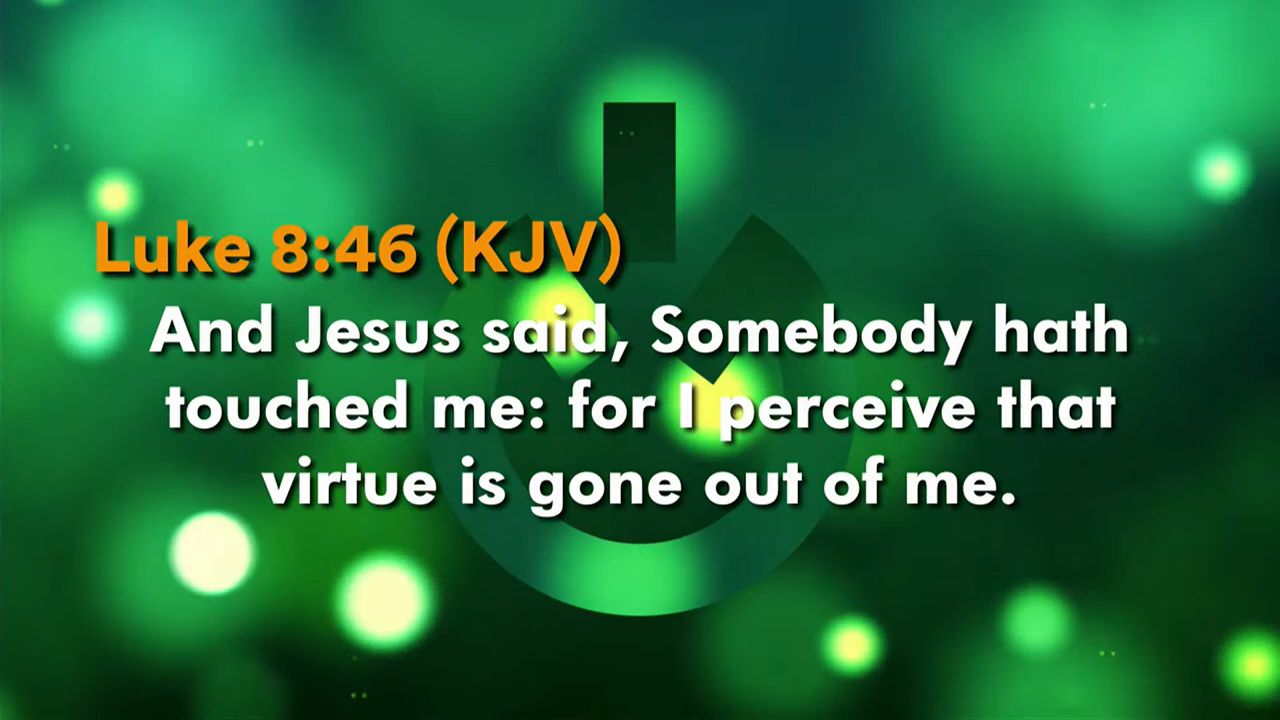 Luke 8:46 (KJV)
And Jesus said, Somebody hath
touched me: for I perceive that
virtue is gone out of me.